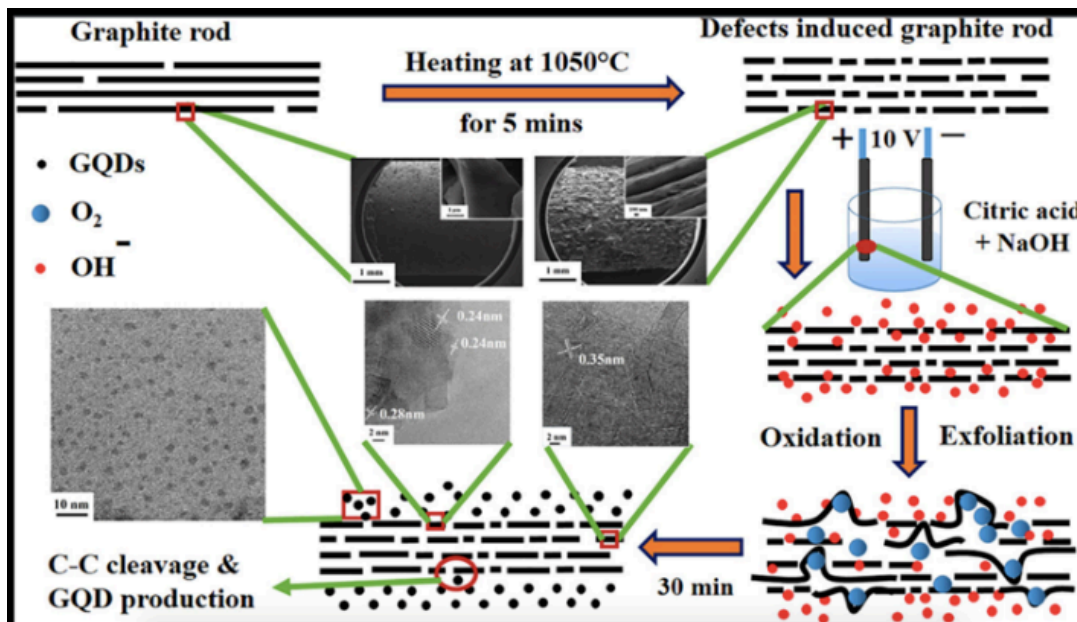 Graphite rod
Defects induced graphite rod
Heating at 1050°C
for 5 mins
+ 10 V −
GQDs
O2
OH−
Citric acid
+ NaOH
1 mm
1 mm
0.24nm
0.24nm
0.28nm
2 nm
0.35nm
2 nm
10 nm
Oxidation
Exfoliation
C-C cleavage &
GQD production
30 min